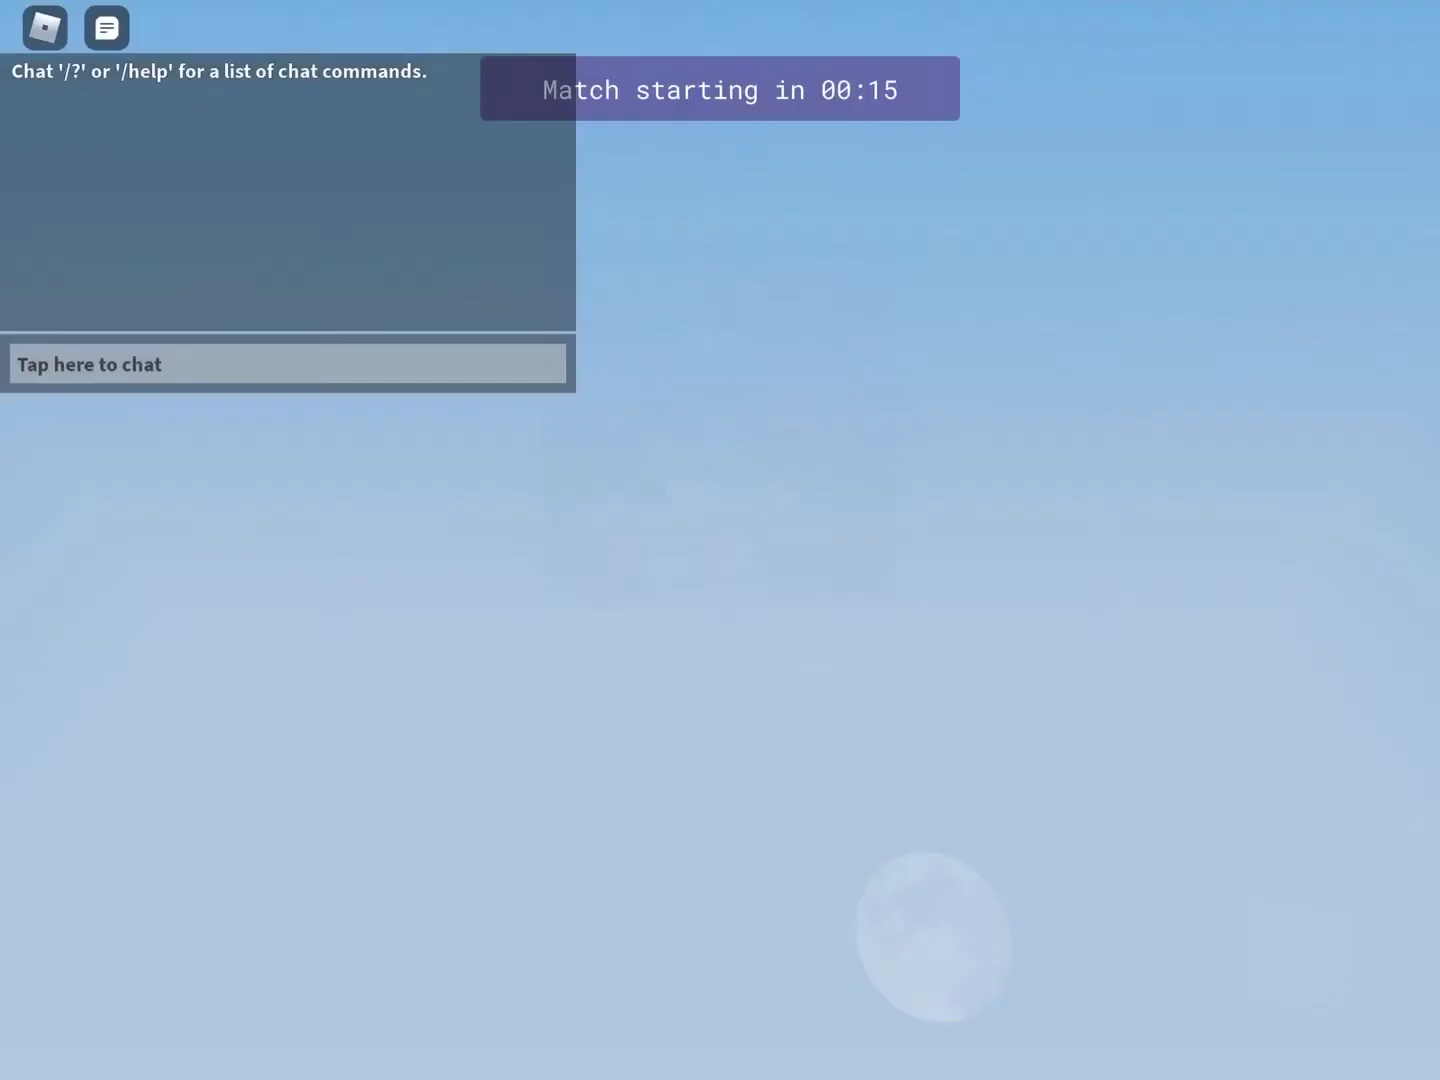 Chat '/?' or '/help' for a list of chat commands.
Match starting in 00:15
Tap here to chat